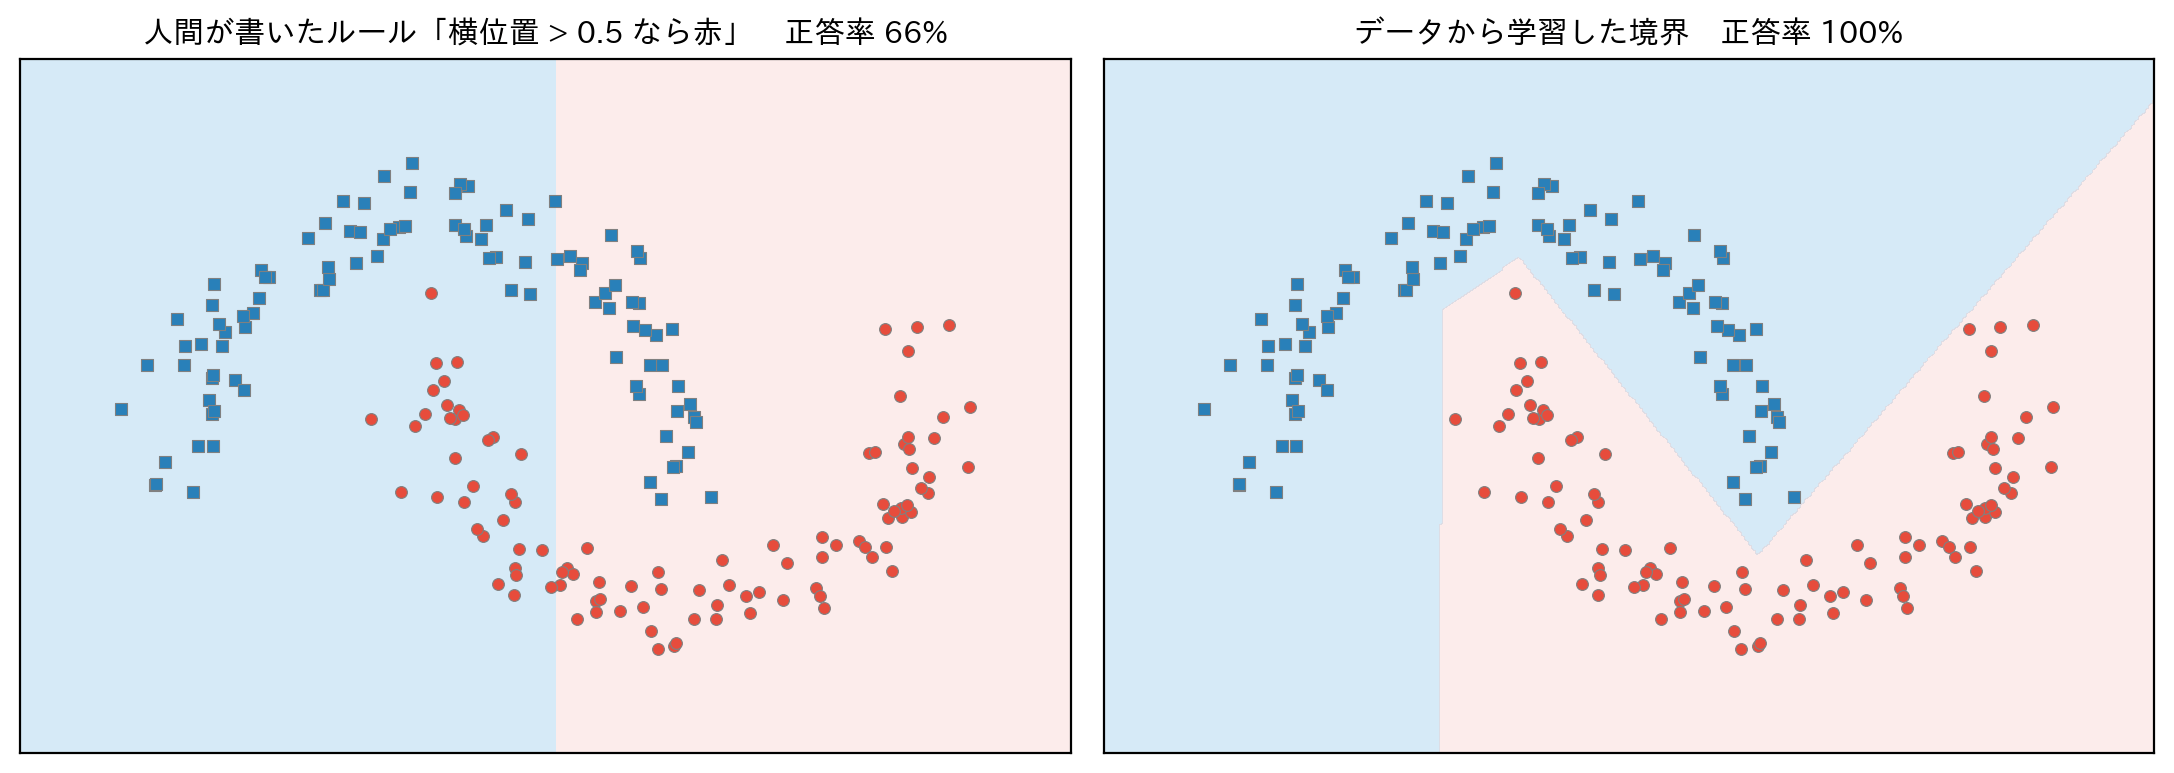 人間が書いたルール「横位置 > 0.5 なら赤」　正答率 66%
データから学習した境界　正答率 100%